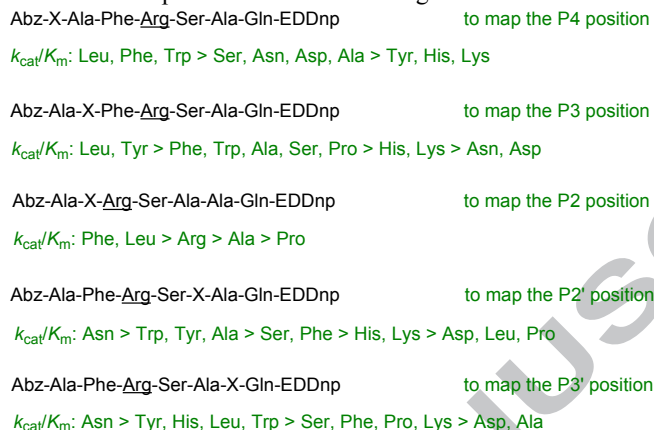 Abz-X-Ala-Phe-Arg-Ser-Ala-Gln-EDDnp to map the P4 position
kcat/Km: Leu, Phe, Trp > Ser, Asn, Asp, Ala > Tyr, His, Lys
Abz-Ala-X-Phe-Arg-Ser-Ala-Gln-EDDnp to map the P3 position
kcat/Km: Leu, Tyr > Phe, Trp, Ala, Ser, Pro > His, Lys > Asn, Asp
Abz-Ala-X-Arg-Ser-Ala-Ala-Gln-EDDnp to map the P2 position
kcat/Km: Phe, Leu > Arg > Ala > Pro
Abz-Ala-Phe-Arg-Ser-X-Ala-Gln-EDDnp to map the P2' position
kcat/Km: Asn > Trp, Tyr, Ala > Ser, Phe > His, Lys > Asp, Leu, Pro
Abz-Ala-Phe-Arg-Ser-Ala-X-Gln-EDDnp to map the P3' position
kcat/Km: Asn > Tyr, His, Leu, Trp > Ser, Phe, Pro, Lys > Asp, Ala